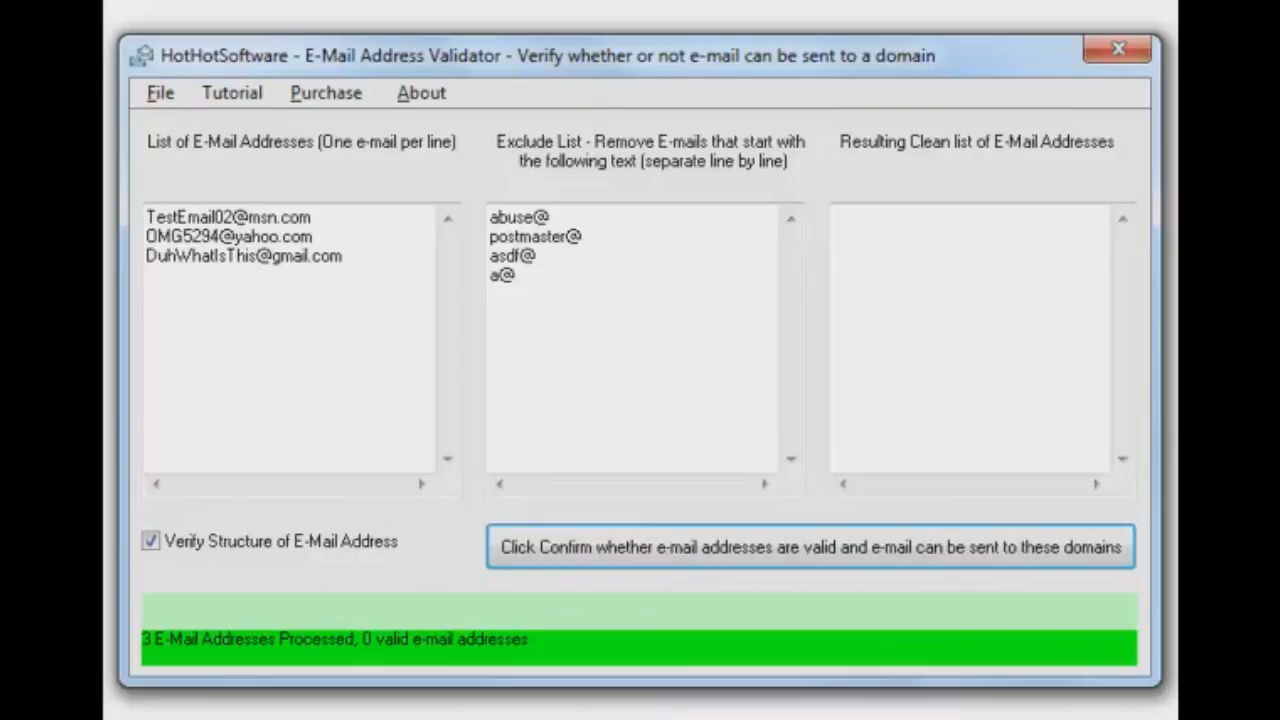 HotHotSoftware - E-Mail Address Validator - Verify whether or not e-mail can be sent to a domain
File Tutorial Purchase About
List of E-Mail Addresses (One e-mail per line)
Exclude List - Remove E-mails that start with
the following text (separate line by line)
Resulting Clean list of E-Mail Addresses
TestEmail02@msn.com
OMG5294@yahoo.com
DuhWhatIsThis@gmail.com
abuse@
postmaster@
asdf@
a@
Verify Structure of E-Mail Address
Click Confirm whether e-mail addresses are valid and e-mail can be sent to these domains
3 E-Mail Addresses Processed, 0 valid e-mail addresses